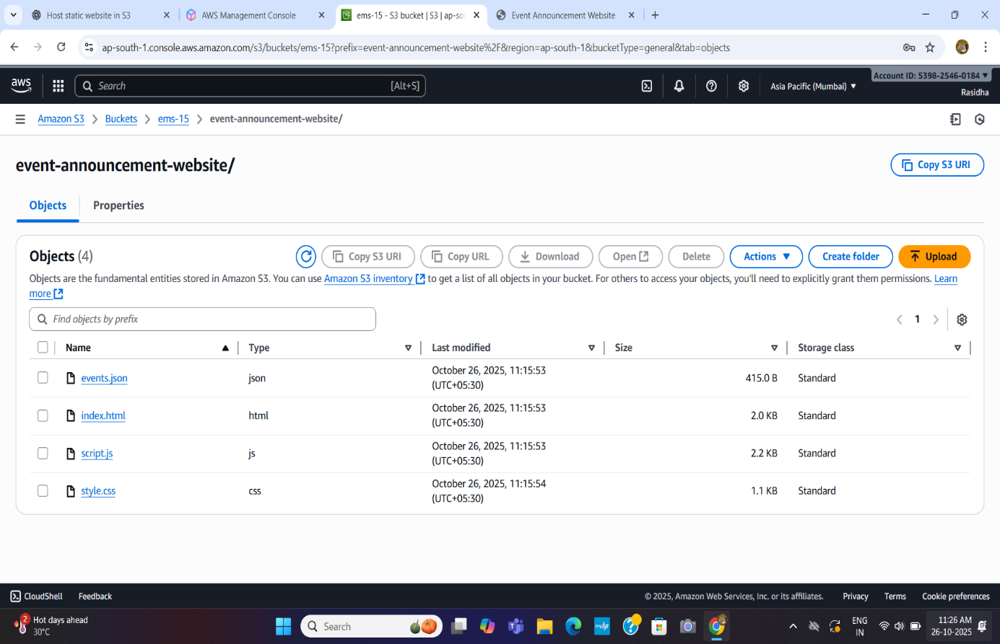 Host static website in S3
AWS Management Console
ems-15 - S3 bucket | S3 | ap-so
Event Announcement Website
ap-south-1.console.aws.amazon.com/s3/buckets/ems-15?prefix=event-announcement-website%2F&region=ap-south-1&bucketType=general&tab=objects
aws
Search
[Alt+S]
Asia Pacific (Mumbai)
Account ID: 5398-2546-0184
Rasidha
Amazon S3
Buckets
ems-15
event-announcement-website/
event-announcement-website/
Copy S3 URI
Objects
Properties
Objects (4)
Copy S3 URI
Copy URL
Download
Open
Delete
Actions
Create folder
Upload
Objects are the fundamental entities stored in Amazon S3. You can use Amazon S3 inventory to get a list of all objects in your bucket. For others to access your objects, you'll need to explicitly grant them permissions. Learn
more
Find objects by prefix
1
Name
Type
Last modified
Size
Storage class
events.json
json
October 26, 2025, 11:15:53
(UTC+05:30)
415.0 B
Standard
index.html
html
October 26, 2025, 11:15:53
(UTC+05:30)
2.0 KB
Standard
script.js
js
October 26, 2025, 11:15:53
(UTC+05:30)
2.2 KB
Standard
style.css
css
October 26, 2025, 11:15:54
(UTC+05:30)
1.1 KB
Standard
CloudShell
Feedback
© 2025, Amazon Web Services, Inc. or its affiliates.
Privacy
Terms
Cookie preferences
2
Hot days ahead
30°C
Search
myhp
ENG
IN
11:26 AM
26-10-2025